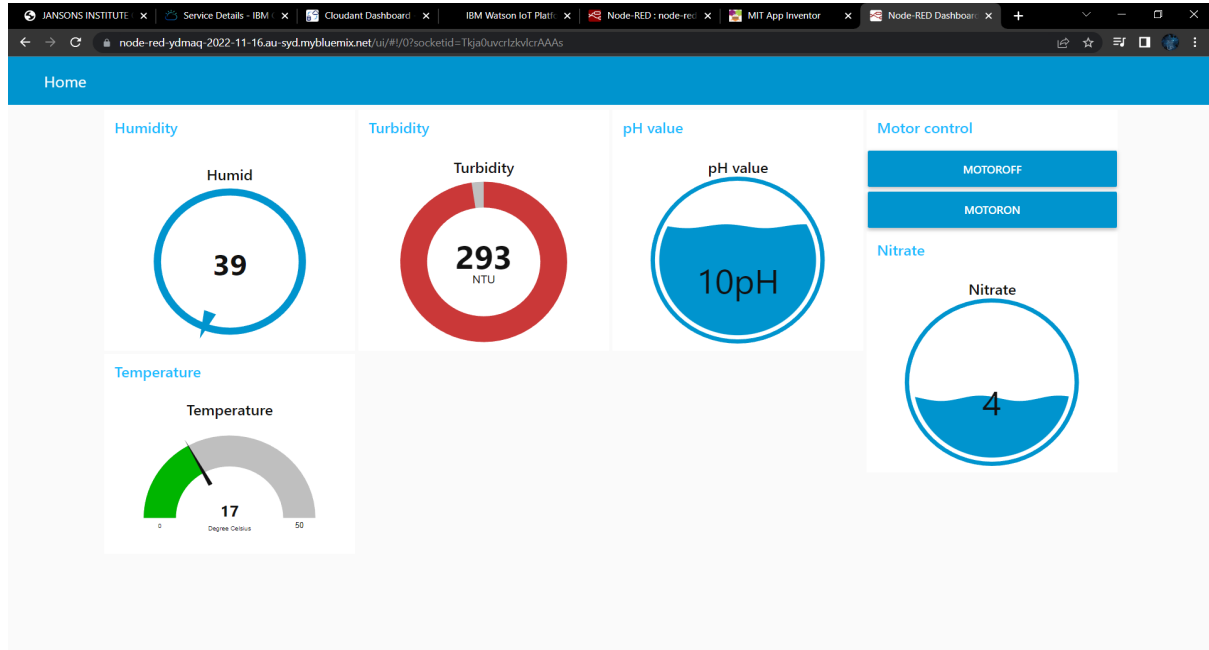 JANSONS INSTITUTE
Service Details - IBM
Cloudant Dashboard
IBM Watson IoT Platf
Node-RED : node-red
MIT App Inventor
Node-RED Dashboard
node-red-ydmaq-2022-11-16.au-syd.mybluemix.net/ui/#!/0?socketid=Tkja0uvcrIzkvlcrAAAs
Home
Humidity
Humid
39
Turbidity
Turbidity
293
NTU
pH value
pH value
10pH
Motor control
MOTOROFF
MOTORON
Nitrate
Nitrate
4
Temperature
Temperature
17
0
Degree Celsius
50